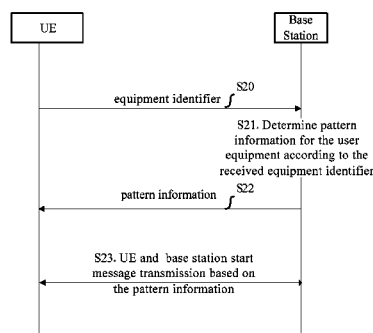 UE
Base
Station
S20
equipment identifier
S21. Determine pattern
information for the user
equipment according to the
received equipment identifier
S22
pattern information
S23. UE and base station start
message transmission based on
the pattern information